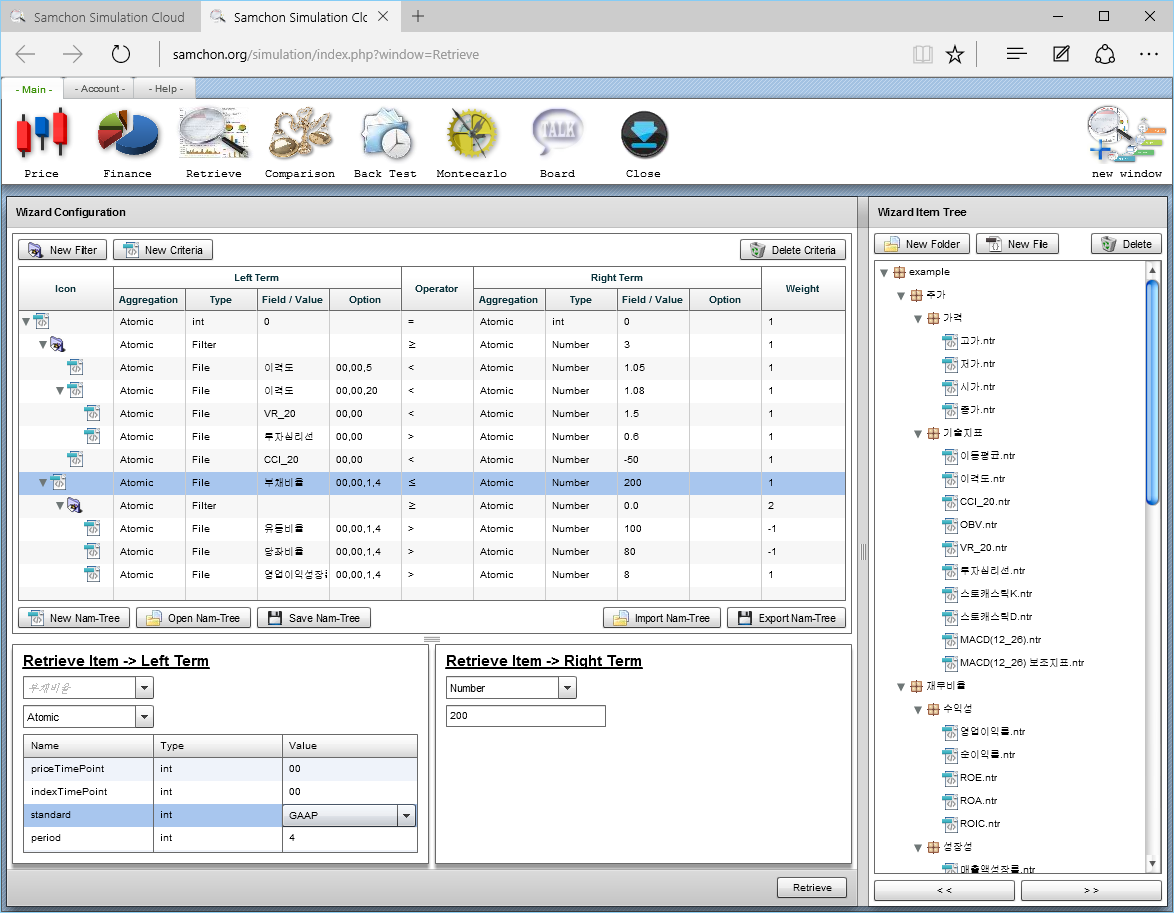 Samchon Simulation Cloud
Samchon Simulation Clc
samchon.org/simulation/index.php?window=Retrieve
- Main - - Account - - Help -
Price Finance Retrieve Comparison Back Test Montecarlo Board Close new window
TALK
Wizard Configuration
New Filter New Criteria Delete Criteria
Icon Left Term Operator Right Term Weight
Aggregation Type Field / Value Option Aggregation Type Field / Value Option
Atomic int 0 = Atomic int 0 1
Atomic Filter ≥ Atomic Number 3 1
Atomic File 이격도 00,00,5 < Atomic Number 1.05 1
Atomic File 이격도 00,00,20 < Atomic Number 1.08 1
Atomic File VR_20 00,00 < Atomic Number 1.5 1
Atomic File 투자심리선 00,00 > Atomic Number 0.6 1
Atomic File CCI_20 00,00 < Atomic Number -50 1
Atomic File 부채비율 00,00,1,4 ≤ Atomic Number 200 1
Atomic Filter ≥ Atomic Number 0.0 2
Atomic File 유동비율 00,00,1,4 > Atomic Number 100 -1
Atomic File 당좌비율 00,00,1,4 > Atomic Number 80 -1
Atomic File 영업이익성장 00,00,1,4 > Atomic Number 8 1
New Nam-Tree Open Nam-Tree Save Nam-Tree Import Nam-Tree Export Nam-Tree
Retrieve Item -> Left Term
부채비율
Atomic
Name Type Value
priceTimePoint int 00
indexTimePoint int 00
standard int GAAP
period int 4
Retrieve Item -> Right Term
Number
200
Retrieve
Wizard Item Tree
New Folder New File Delete
example
주가
가격
고가.ntr
저가.ntr
시가.ntr
종가.ntr
기술지표
이동평균.ntr
이격도.ntr
CCI_20.ntr
OBV.ntr
VR_20.ntr
투자심리선.ntr
스토캐스틱K.ntr
스토캐스틱D.ntr
MACD(12_26).ntr
MACD(12_26) 보조지표.ntr
재무비율
수익성
영업이익률.ntr
순이익률.ntr
ROE.ntr
ROA.ntr
ROIC.ntr
성장성
매출액성장률.ntr
<< >>